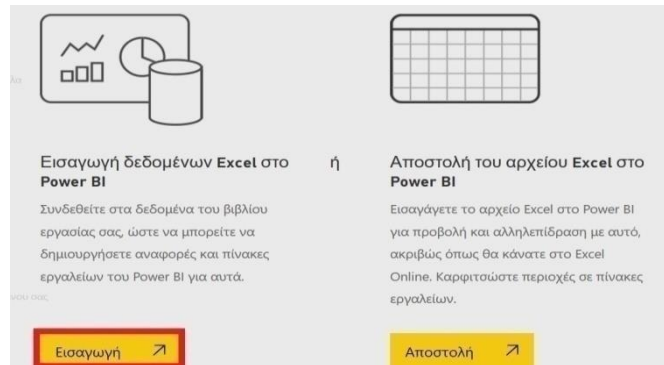 Εισαγωγή δεδομένων Excel στο
Power BI
Συνδεθείτε στα δεδομένα του βιβλίου
εργασίας σας, ώστε να μπορείτε να
δημιουργήσετε αναφορές και πίνακες
εργαλείων του Power BI για αυτά.
Εισαγωγή
ή
Αποστολή του αρχείου Excel στο
Power BI
Εισαγάγετε το αρχείο Excel στο Power BI
για προβολή και αλληλεπίδραση με αυτό,
ακριβώς όπως θα κάνατε στο Excel
Online. Καρφιτσώστε περιοχές σε πίνακες
εργαλείων.
Αποστολή